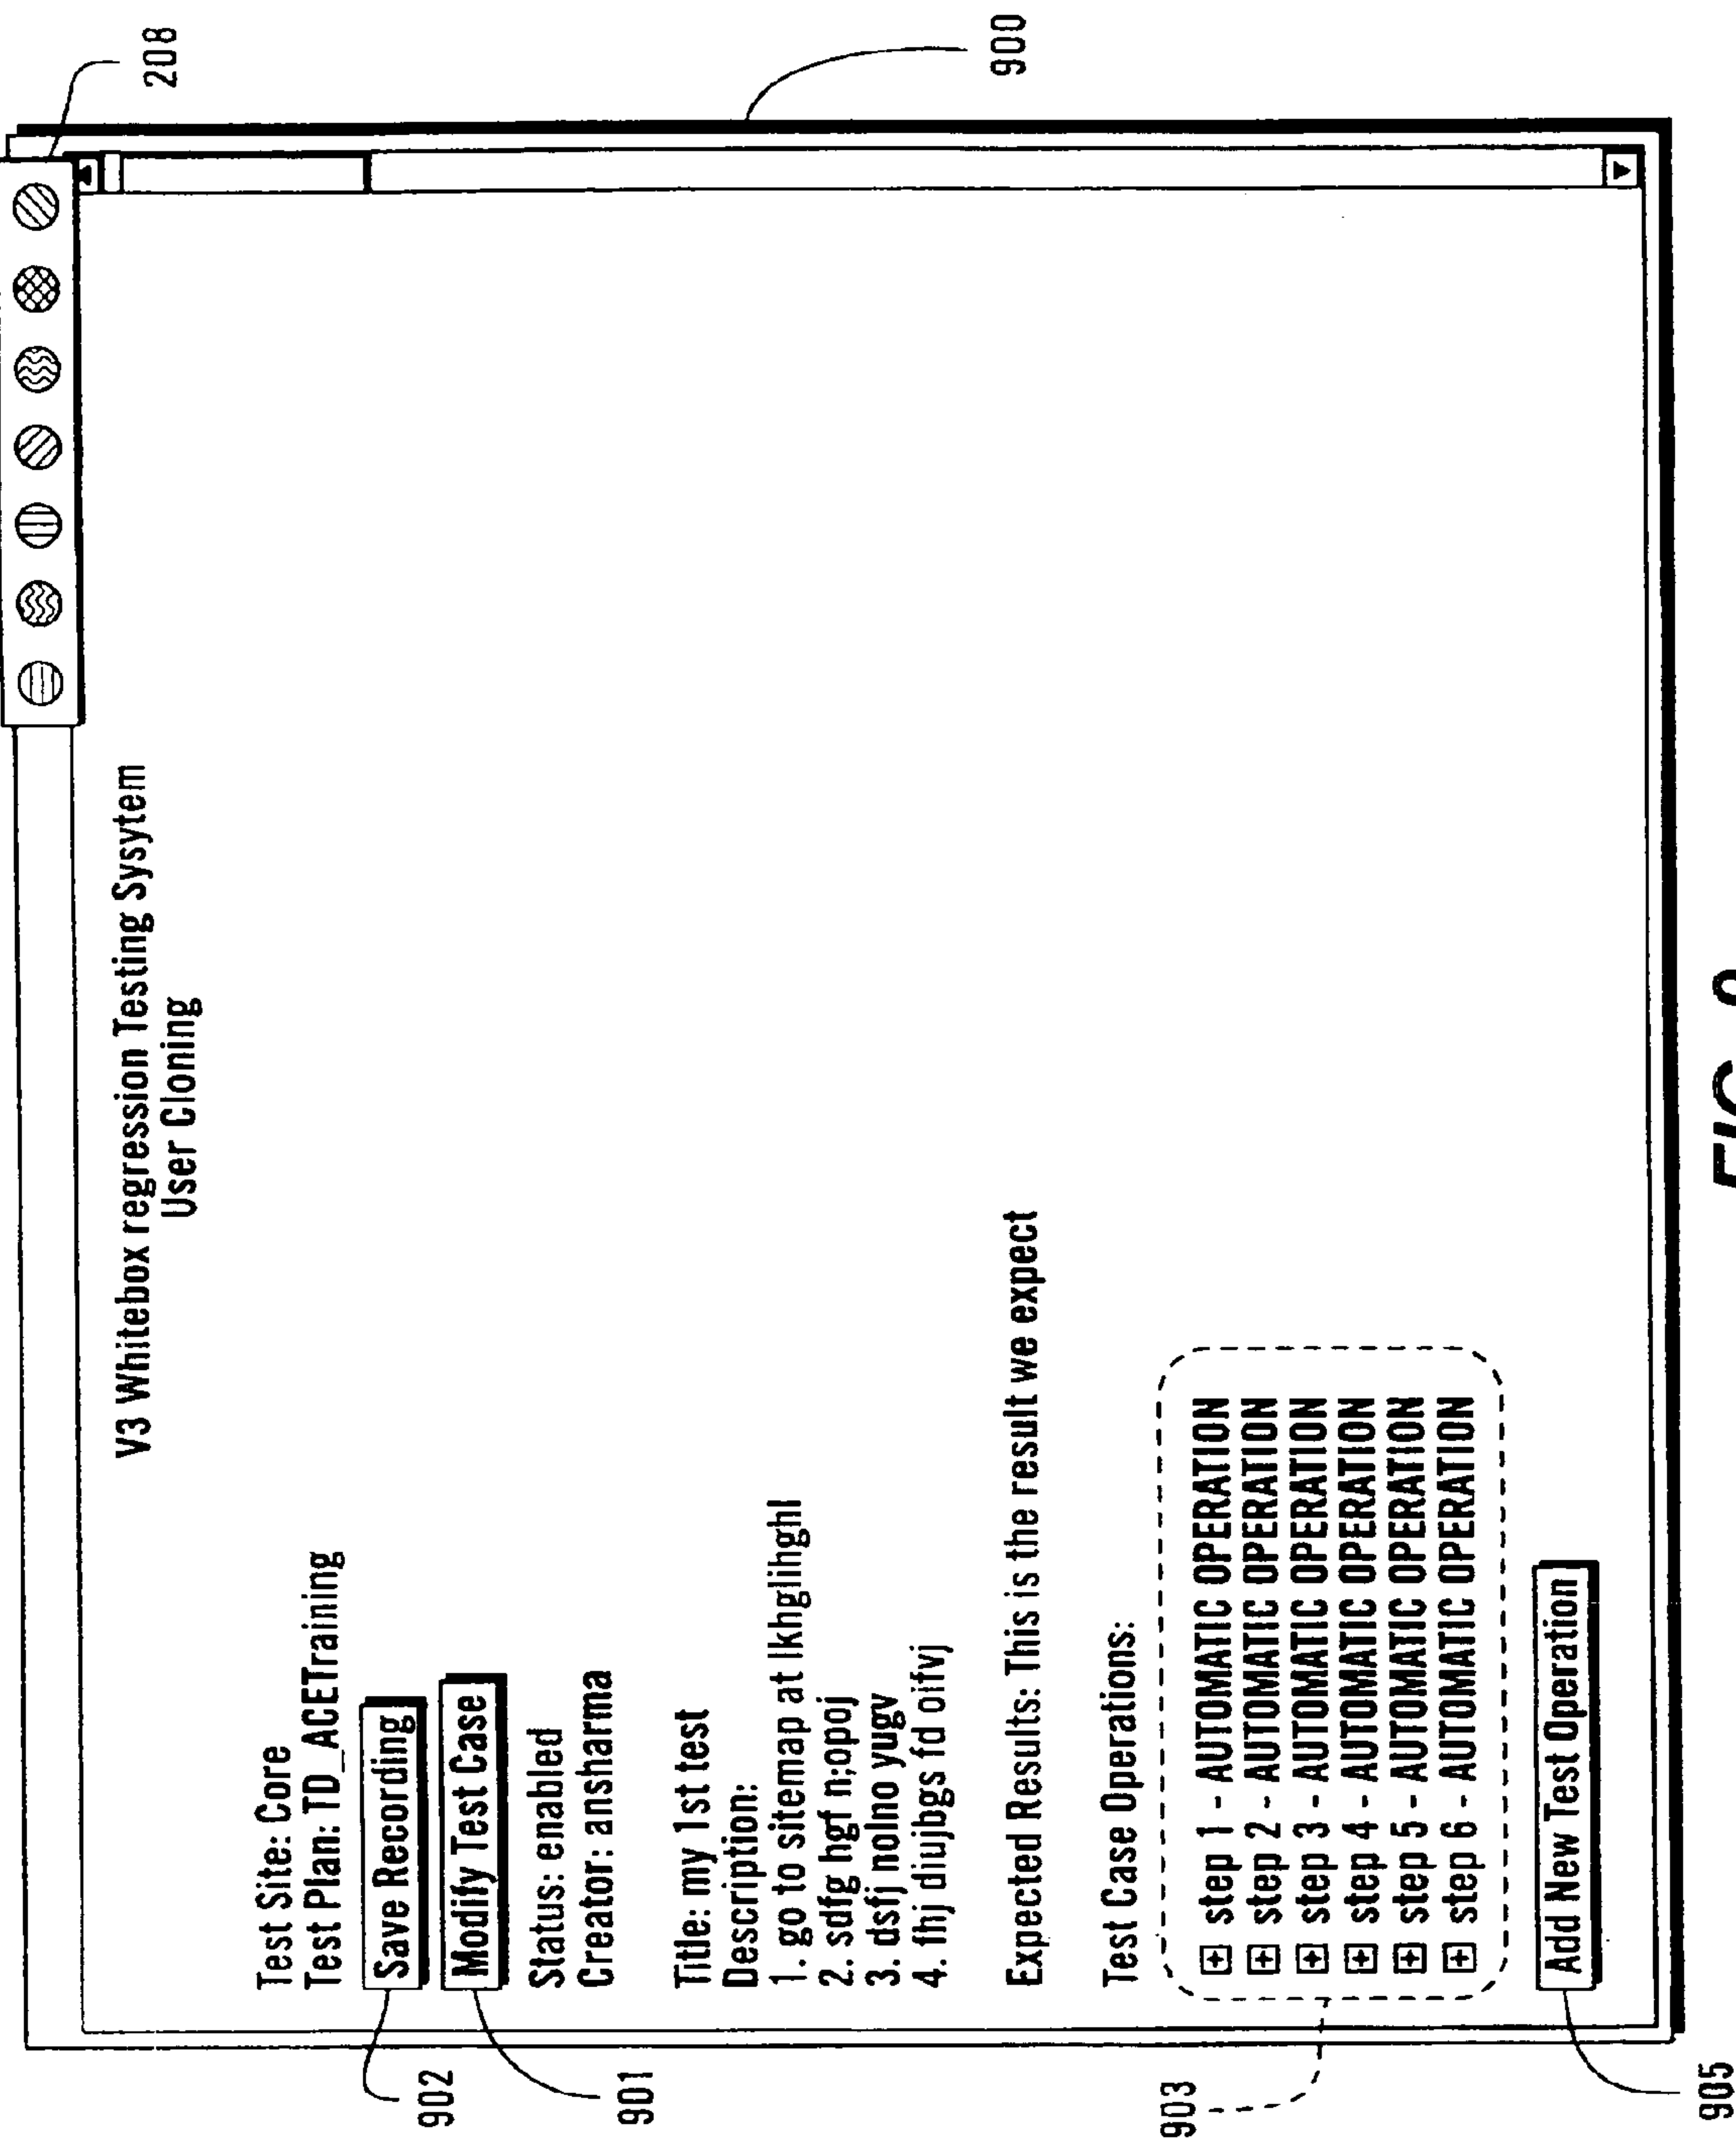 208
900
V3 Whitebox regression Testing Sysytem
User Cloning
Test Site: Core
Test Plan: TD_ACETraining
902
Save Recording
901
Modify Test Case
Status: enabled
Creator: ansharma
Title: my 1st test
Description:
1. go to sitemap at lkhglihghl
2. sdfg hgf n;opoj
3. dsfj nolno yugv
4. fhj diujbgs fd oifvj
Expected Results: This is the result we expect
Test Case Operations:
903
step 1 - AUTOMATIC OPERATION
step 2 - AUTOMATIC OPERATION
step 3 - AUTOMATIC OPERATION
step 4 - AUTOMATIC OPERATION
step 5 - AUTOMATIC OPERATION
step 6 - AUTOMATIC OPERATION
905
Add New Test Operation
FIG.